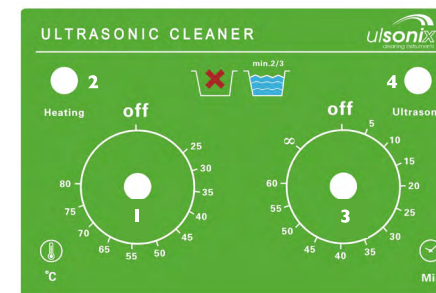 ULTRASONIC CLEANER
ulsonix
cleaning instruments
2
min.2/3
4
Heating
off
off
Ultrason
25
30
35
40
45
50
55
65
70
75
80
1
∞
5
10
15
20
25
30
35
40
45
50
55
60
3
°C
Mi